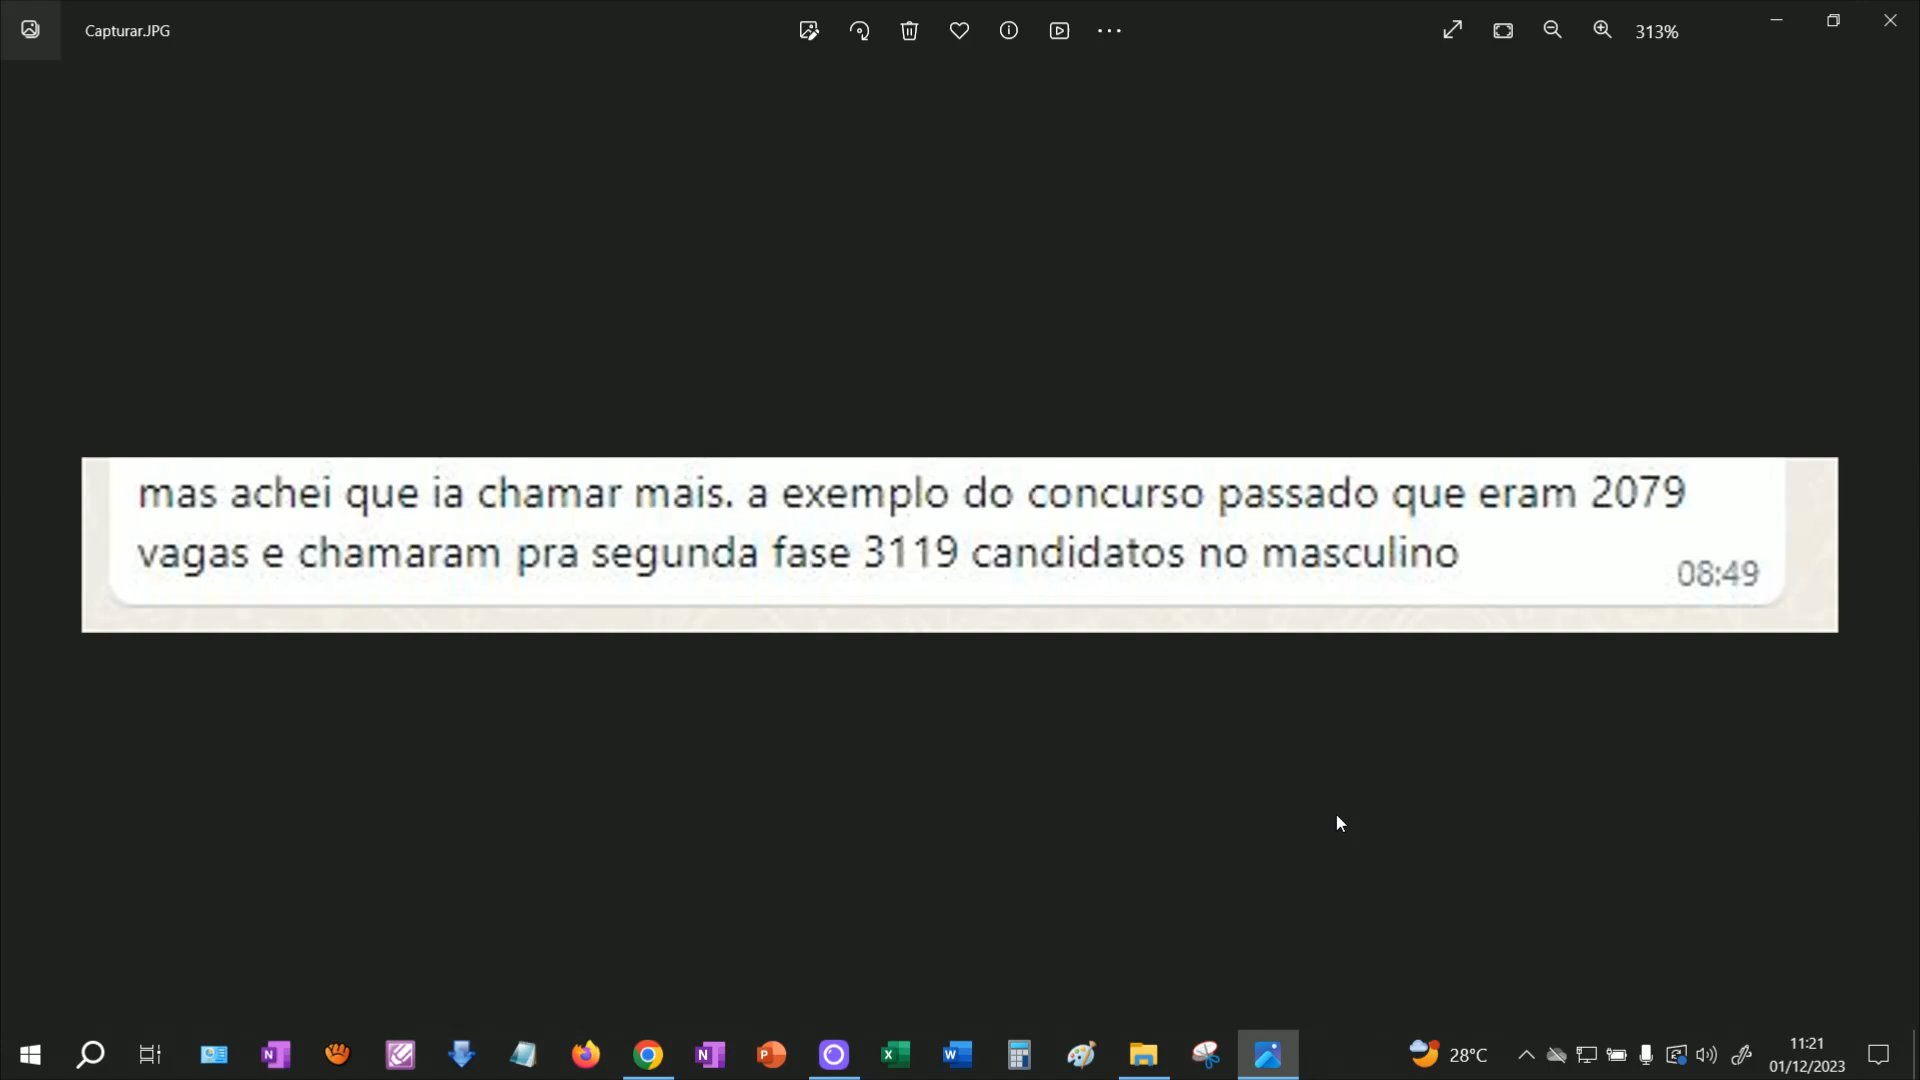 Capturar.JPG
313%
mas achei que ia chamar mais. a exemplo do concurso passado que eram 2079
vagas e chamaram pra segunda fase 3119 candidatos no masculino
08:49
28°C
11:21
01/12/2023